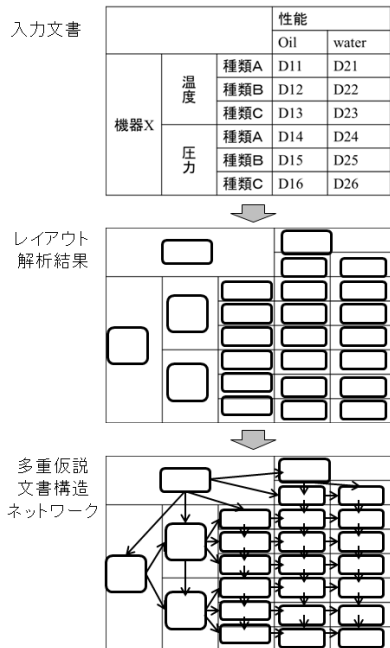 入力文書
性能
Oil water
機器X 温度 種類A D11 D21
種類B D12 D22
種類C D13 D23
圧力 種類A D14 D24
種類B D15 D25
種類C D16 D26
レイアウト
解析結果
多重仮説
文書構造
ネットワーク